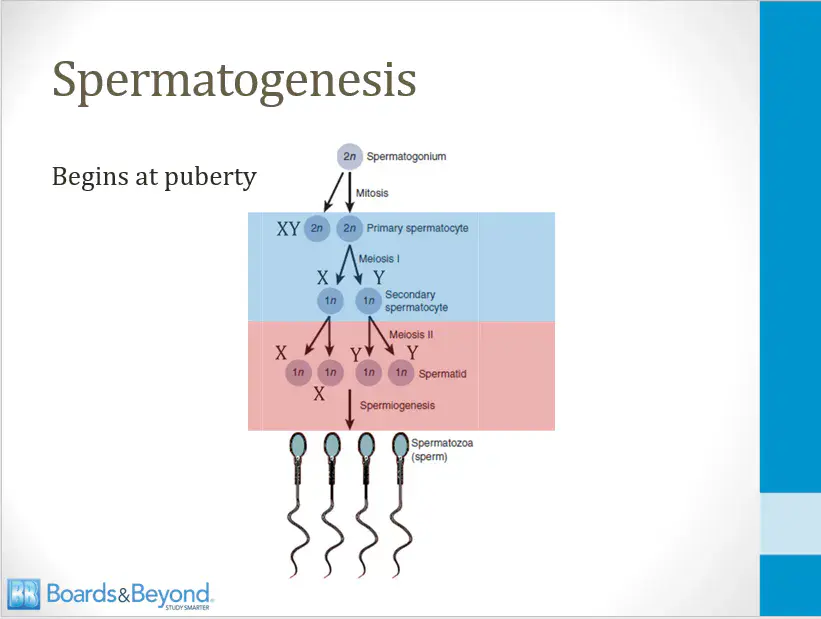 Spermatogenesis
Begins at puberty
2n Spermatogonium
Mitosis
XY 2n 2n Primary spermatocyte
Meiosis I
X Y
1n 1n Secondary
spermatocyte
Meiosis II
X Y Y
1n 1n 1n 1n Spermatid
X
Spermiogenesis
Spermatozoa
(sperm)
BB Boards&Beyond.
STUDY SMARTER